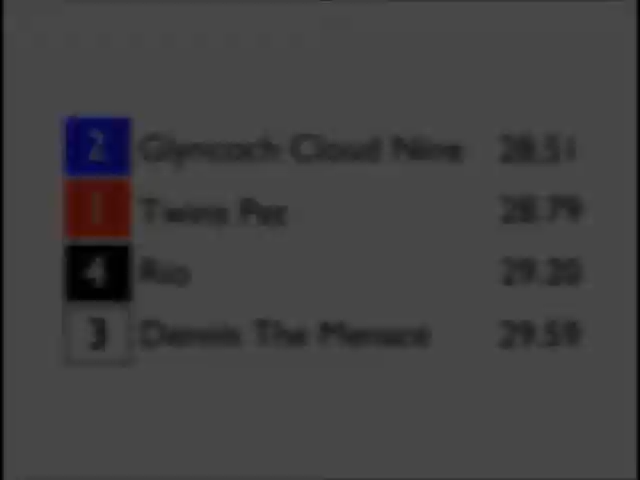 2 Glyncoch Cloud Nine 28.51
1 Twins Pet 28.79
4 Rio 29.20
3 Dennis The Menace 29.59